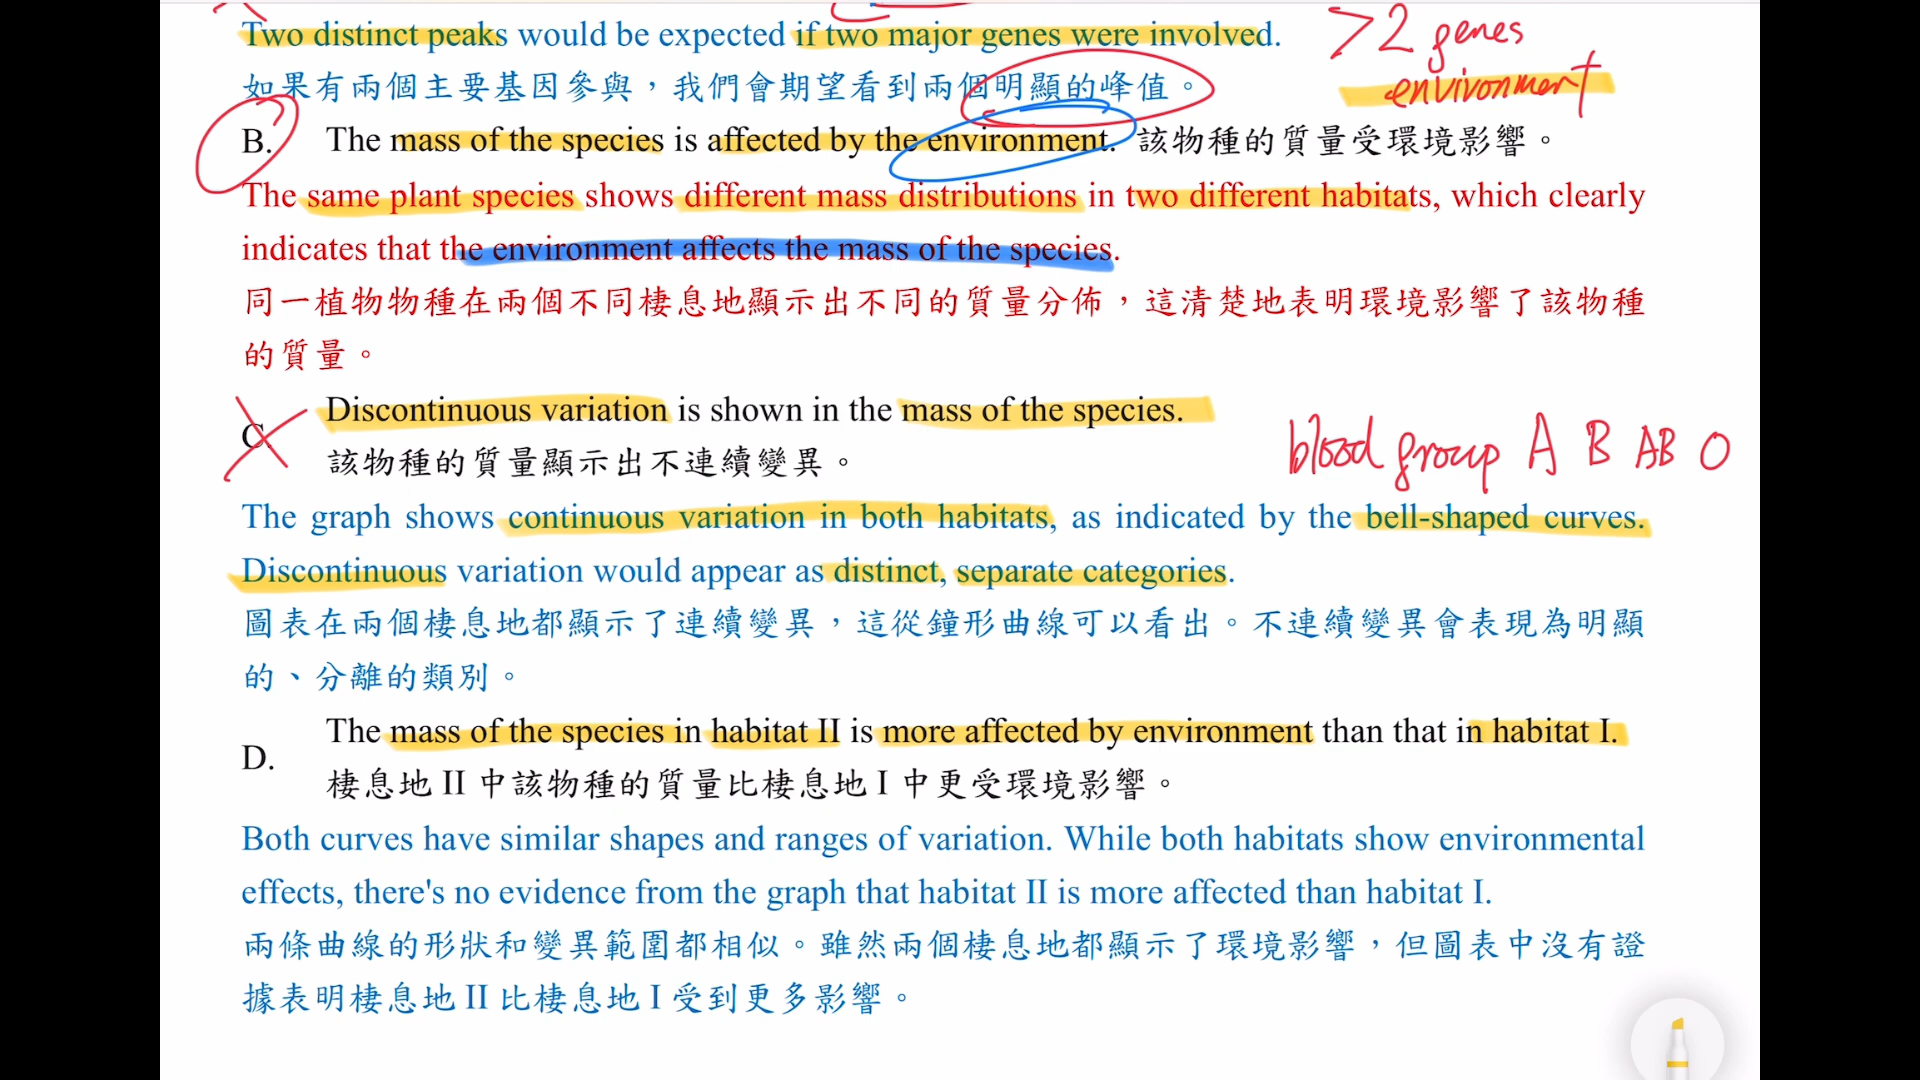 Two distinct peaks would be expected if two major genes were involved.
>2 genes
如果有兩個主要基因參與，我們會期望看到兩個明顯的峰值。
environment
B. The mass of the species is affected by the environment. 該物種的質量受環境影響。
The same plant species shows different mass distributions in two different habitats, which clearly
indicates that the environment affects the mass of the species.
同一植物物種在兩個不同棲息地顯示出不同的質量分佈，這清楚地表明環境影響了該物種
的質量。
C. Discontinuous variation is shown in the mass of the species.
該物種的質量顯示出不連續變異。
blood group A B AB O
The graph shows continuous variation in both habitats, as indicated by the bell-shaped curves.
Discontinuous variation would appear as distinct, separate categories.
圖表在兩個棲息地都顯示了連續變異，這從鐘形曲線可以看出。不連續變異會表現為明顯
的、分離的類別。
D. The mass of the species in habitat II is more affected by environment than that in habitat I.
棲息地 II 中該物種的質量比棲息地 I 中更受環境影響。
Both curves have similar shapes and ranges of variation. While both habitats show environmental
effects, there's no evidence from the graph that habitat II is more affected than habitat I.
兩條曲線的形狀和變異範圍都相似。雖然兩個棲息地都顯示了環境影響，但圖表中沒有證
據表明棲息地 II 比棲息地 I 受到更多影響。